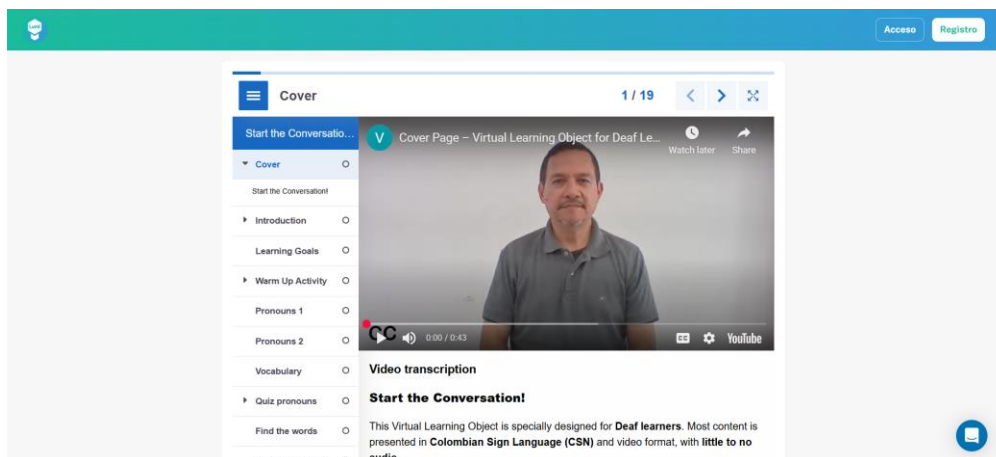 Acceso
Registro
Cover
1 / 19
Start the Conversatio...
Cover
Start the Conversation!
Introduction
Learning Goals
Warm Up Activity
Pronouns 1
Pronouns 2
Vocabulary
Quiz pronouns
Find the words
V
Cover Page – Virtual Learning Object for Deaf Le...
Watch later
Share
CC
0:00 / 0:43
CC
YouTube
Video transcription
Start the Conversation!
This Virtual Learning Object is specially designed for Deaf learners. Most content is
presented in Colombian Sign Language (CSN) and video format, with little to no
audio